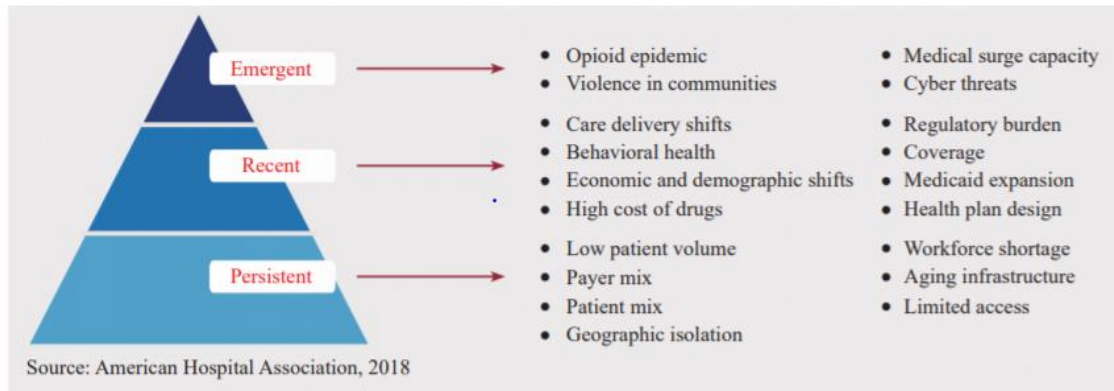 Emergent
• Opioid epidemic
• Violence in communities
• Medical surge capacity
• Cyber threats
Recent
• Care delivery shifts
• Behavioral health
• Economic and demographic shifts
• High cost of drugs
• Regulatory burden
• Coverage
• Medicaid expansion
• Health plan design
Persistent
• Low patient volume
• Payer mix
• Patient mix
• Geographic isolation
• Workforce shortage
• Aging infrastructure
• Limited access
Source: American Hospital Association, 2018